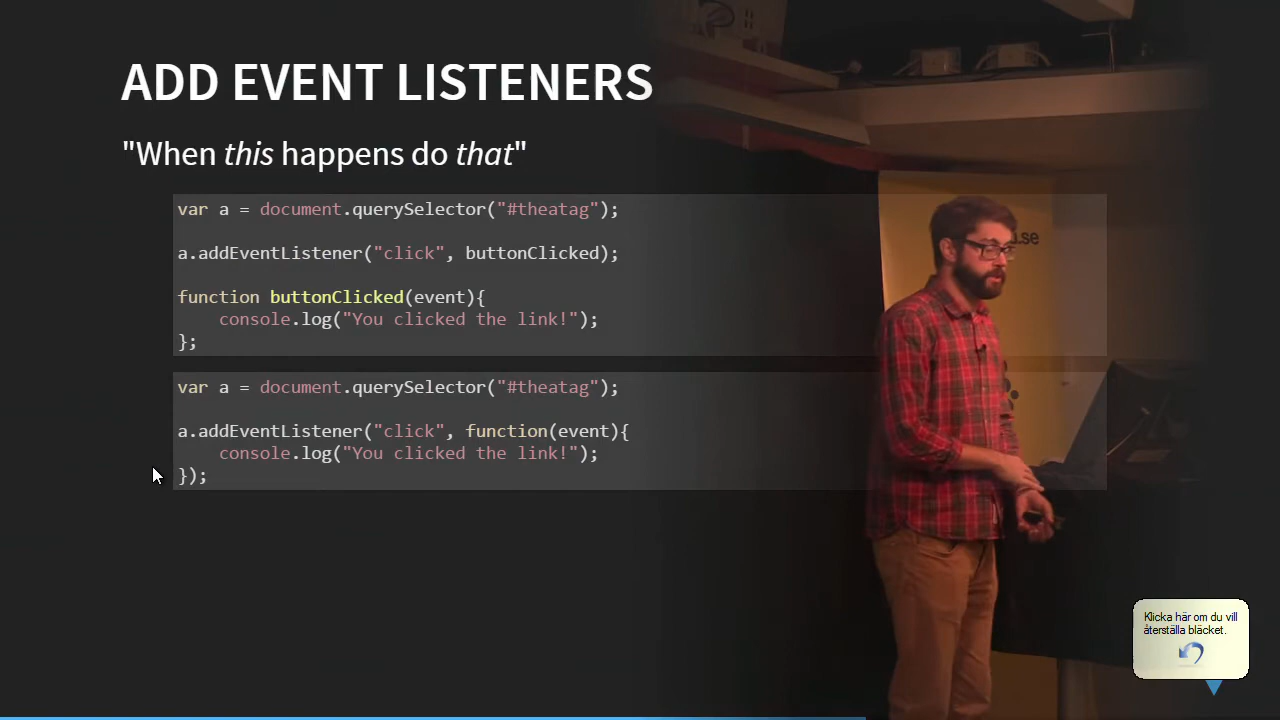 ADD EVENT LISTENERS
"When this happens do that"
var a = document.querySelector("#theatag");
a.addEventListener("click", buttonClicked);
function buttonClicked(event){
    console.log("You clicked the link!");
};
var a = document.querySelector("#theatag");
a.addEventListener("click", function(event){
    console.log("You clicked the link!");
});
.se
Klicka här om du vill
återställa bläcket.